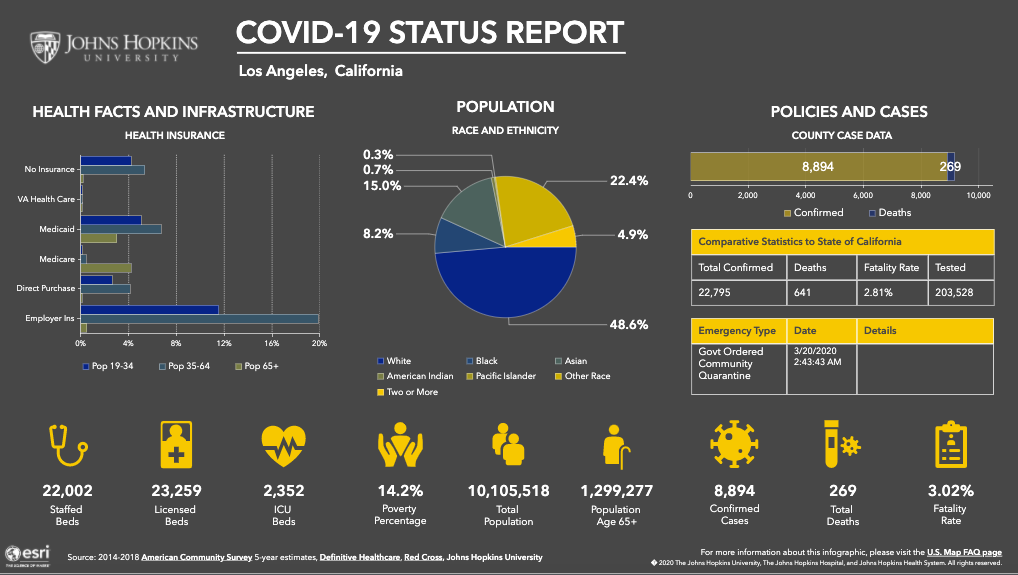 JOHNS HOPKINS
UNIVERSITY
COVID-19 STATUS REPORT
Los Angeles, California
HEALTH FACTS AND INFRASTRUCTURE
HEALTH INSURANCE
No Insurance
VA Health Care
Medicaid
Medicare
Direct Purchase
Employer Ins
0% 4% 8% 12% 16% 20%
Pop 19-34 Pop 35-64 Pop 65+
POPULATION
RACE AND ETHNICITY
0.3%
0.7%
15.0%
8.2%
22.4%
4.9%
48.6%
White Black Asian
American Indian Pacific Islander Other Race
Two or More
POLICIES AND CASES
COUNTY CASE DATA
8,894 269
0 2,000 4,000 6,000 8,000 10,000
Confirmed Deaths
Comparative Statistics to State of California
Total Confirmed Deaths Fatality Rate Tested
22,795 641 2.81% 203,528
Emergency Type Date Details
Govt Ordered
Community
Quarantine
3/20/2020
2:43:43 AM
22,002
Staffed
Beds
23,259
Licensed
Beds
2,352
ICU
Beds
14.2%
Poverty
Percentage
10,105,518
Total
Population
1,299,277
Population
Age 65+
8,894
Confirmed
Cases
269
Total
Deaths
3.02%
Fatality
Rate
esri
THE SCIENCE OF WHERE
Source: 2014-2018 American Community Survey 5-year estimates, Definitive Healthcare, Red Cross, Johns Hopkins University
For more information about this infographic, please visit the U.S. Map FAQ page
� 2020 The Johns Hopkins University, The Johns Hopkins Hospital, and Johns Hopkins Health System. All rights reserved.